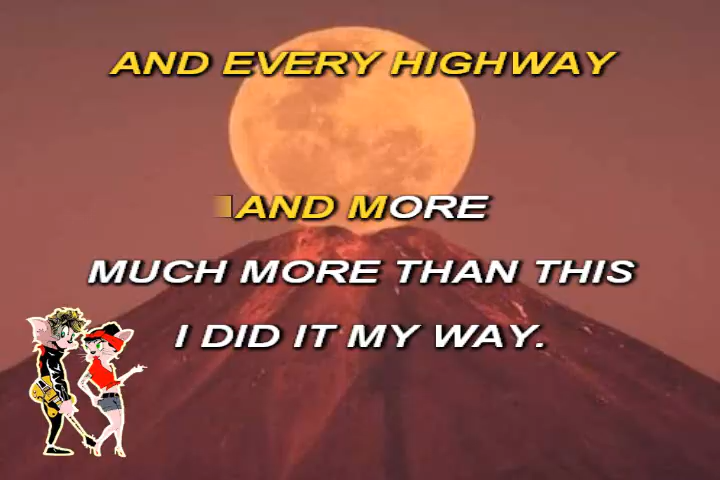 AND EVERY HIGHWAY
AND MORE
MUCH MORE THAN THIS
I DID IT MY WAY.